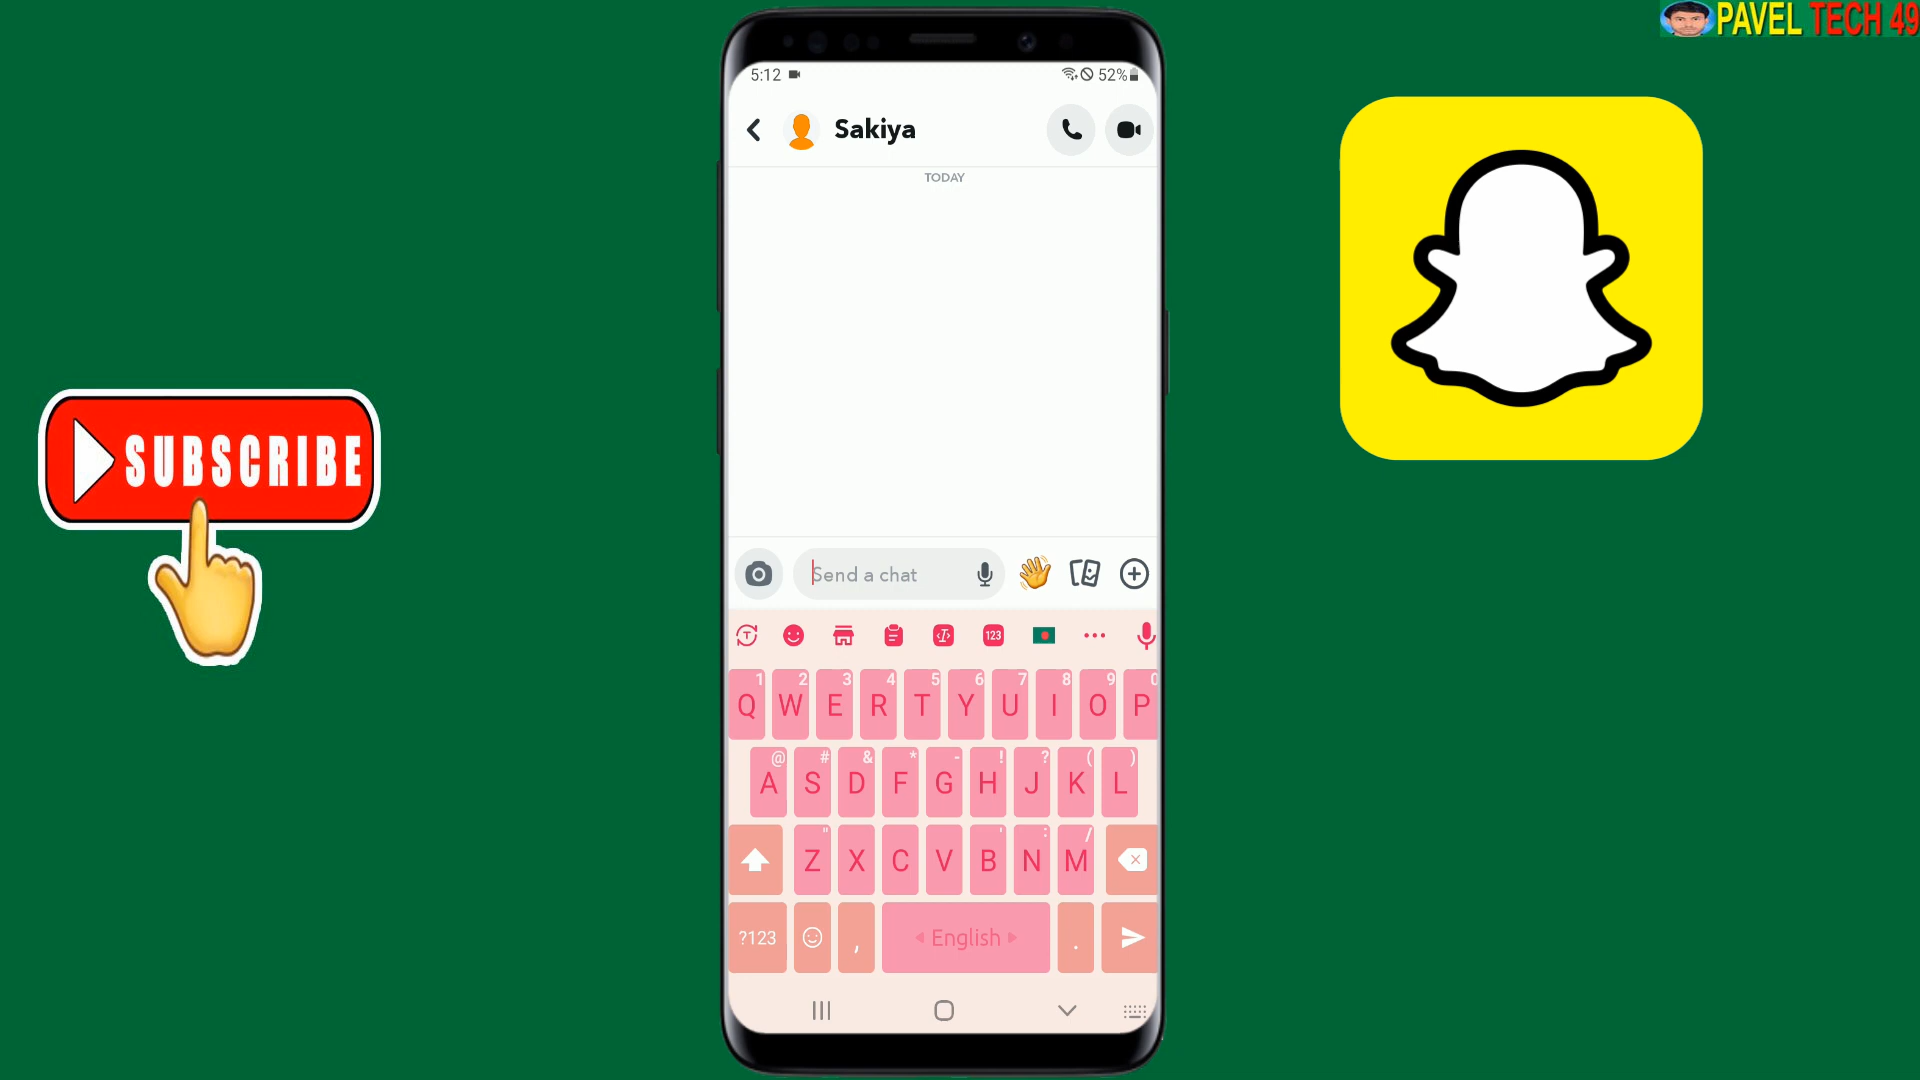 PAVEL TECH 49
5:12 52%
Sakiya
TODAY
SUBSCRIBE
Send a chat
123
1 2 3 4 5 6 7 8 9 0
Q W E R T Y U I O P
@ # & * - ! ? ( )
A S D F G H J K L
" ' : /
Z X C V B N M
?123 , English .